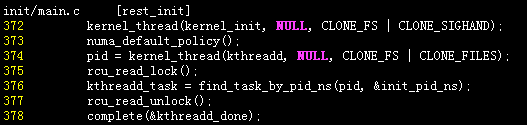 init/main.c [rest_init]
372 kernel_thread(kernel_init, NULL, CLONE_FS | CLONE_SIGHAND);
373 numa_default_policy();
374 pid = kernel_thread(kthreadd, NULL, CLONE_FS | CLONE_FILES);
375 rcu_read_lock();
376 kthreadd_task = find_task_by_pid_ns(pid, &init_pid_ns);
377 rcu_read_unlock();
378 complete(&kthreadd_done);